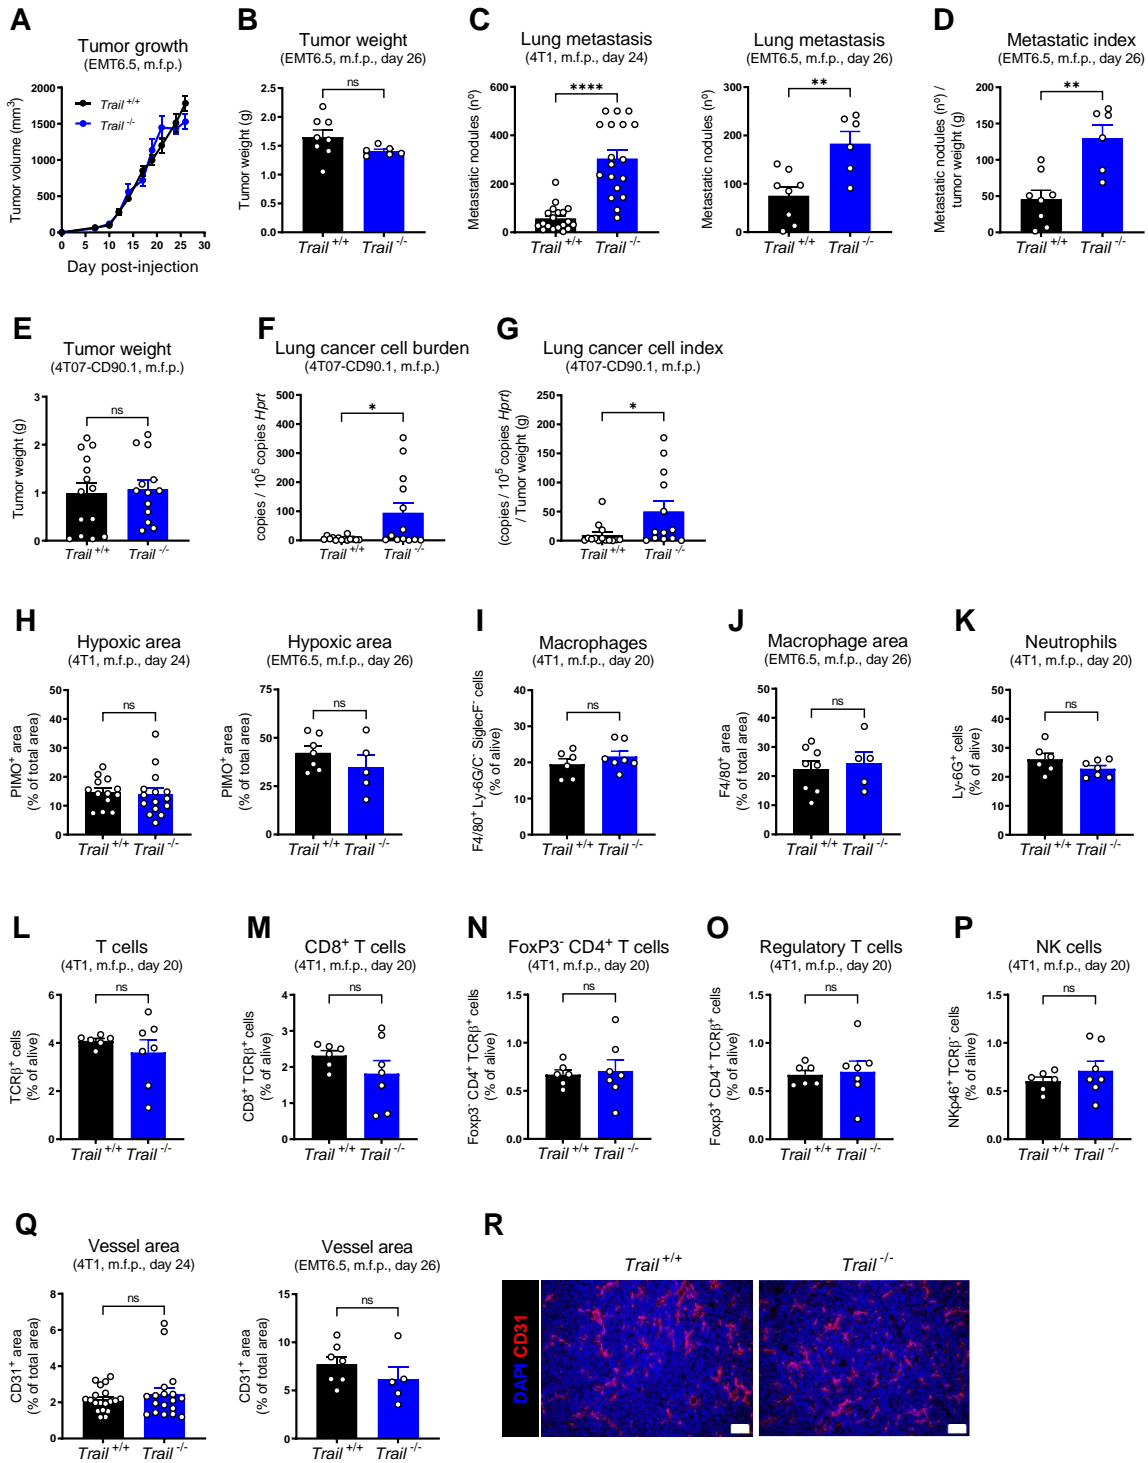 A
Tumor growth
(EMT6.5, m.f.p.)
Tumor volume (mm³)
2000
1500
1000
500
0
Trail +/+
Trail -/-
0 5 10 15 20 25 30
Day post-injection
B
Tumor weight
(EMT6.5, m.f.p., day 26)
ns
Tumor weight (g)
2.5
2.0
1.5
1.0
0.5
0.0
Trail +/+ Trail -/-
C
Lung metastasis
(4T1, m.f.p., day 24)
****
Metastatic nodules (nº)
600
400
200
0
Trail +/+ Trail -/-
Lung metastasis
(EMT6.5, m.f.p., day 26)
**
Metastatic nodules (nº)
300
200
100
0
Trail +/+ Trail -/-
D
Metastatic index
(EMT6.5, m.f.p., day 26)
**
Metastatic nodules (nº) /
tumor weight (g)
200
150
100
50
0
Trail +/+ Trail -/-
E
Tumor weight
(4T07-CD90.1, m.f.p.)
ns
Tumor weight (g)
3
2
1
0
Trail +/+ Trail -/-
F
Lung cancer cell burden
(4T07-CD90.1, m.f.p.)
*
copies / 10⁵ copies Hprt
500
400
300
200
100
0
Trail +/+ Trail -/-
G
Lung cancer cell index
(4T07-CD90.1, m.f.p.)
*
(copies / 10⁵ copies Hprt)
/ Tumor weight (g)
250
200
150
100
50
0
Trail +/+ Trail -/-
H
Hypoxic area
(4T1, m.f.p., day 24)
ns
PIMO⁺ area
(% of total area)
50
40
30
20
10
0
Trail +/+ Trail -/-
Hypoxic area
(EMT6.5, m.f.p., day 26)
ns
PIMO⁺ area
(% of total area)
75
50
25
0
Trail +/+ Trail -/-
I
Macrophages
(4T1, m.f.p., day 20)
ns
F4/80⁺ Ly-6G/C⁻ SiglecF⁻ cells
(% of alive)
40
30
20
10
0
Trail +/+ Trail -/-
J
Macrophage area
(EMT6.5, m.f.p., day 26)
ns
F4/80⁺ area
(% of total area)
50
40
30
20
10
0
Trail +/+ Trail -/-
K
Neutrophils
(4T1, m.f.p., day 20)
ns
Ly-6G⁺ cells
(% of alive)
50
40
30
20
10
0
Trail +/+ Trail -/-
L
T cells
(4T1, m.f.p., day 20)
ns
TCRβ⁺ cells
(% of alive)
6
4
2
0
Trail +/+ Trail -/-
M
CD8⁺ T cells
(4T1, m.f.p., day 20)
ns
CD8⁺ TCRβ⁺ cells
(% of alive)
4
3
2
1
0
Trail +/+ Trail -/-
N
FoxP3⁻ CD4⁺ T cells
(4T1, m.f.p., day 20)
ns
Foxp3⁻ CD4⁺ TCRβ⁺ cells
(% of alive)
1.5
1.0
0.5
0.0
Trail +/+ Trail -/-
O
Regulatory T cells
(4T1, m.f.p., day 20)
ns
Foxp3⁺ CD4⁺ TCRβ⁺ cells
(% of alive)
1.5
1.0
0.5
0.0
Trail +/+ Trail -/-
P
NK cells
(4T1, m.f.p., day 20)
ns
NKp46⁺ TCRβ⁻ cells
(% of alive)
1.5
1.0
0.5
0.0
Trail +/+ Trail -/-
Q
Vessel area
(4T1, m.f.p., day 24)
ns
CD31⁺ area
(% of total area)
8
6
4
2
0
Trail +/+ Trail -/-
Vessel area
(EMT6.5, m.f.p., day 26)
ns
CD31⁺ area
(% of total area)
15
10
5
0
Trail +/+ Trail -/-
R
Trail +/+
Trail -/-
DAPI CD31